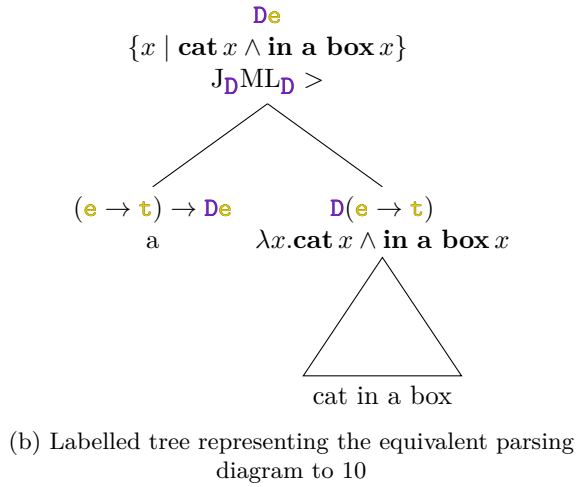 De
{x | cat x ∧ in a box x}
J_D ML_D >
(e → t) → De
D(e → t)
a
λx.cat x ∧ in a box x
cat in a box
(b) Labelled tree representing the equivalent parsing
diagram to 10